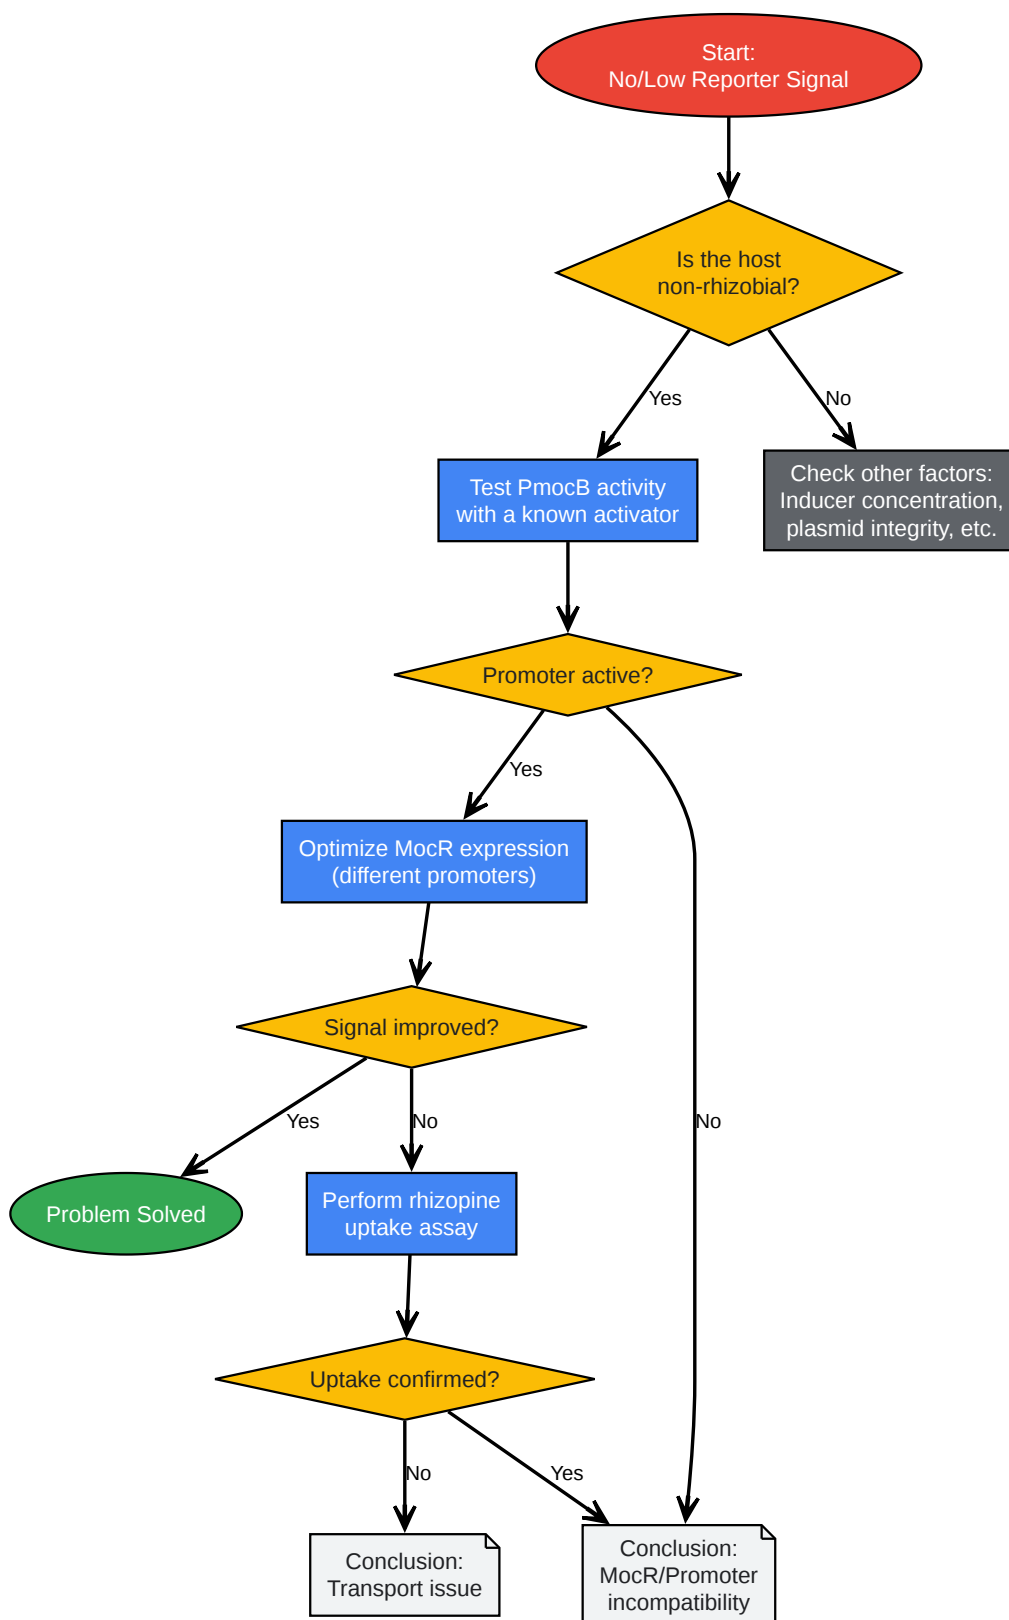 Start:
No/Low Reporter Signal
Is the host
non-rhizobial?
Yes
No
Test PmocB activity
with a known activator
Check other factors:
Inducer concentration,
plasmid integrity, etc.
Promoter active?
Yes
Optimize MocR expression
(different promoters)
Signal improved?
Yes
No
No
Problem Solved
Perform rhizopine
uptake assay
Uptake confirmed?
No
Yes
Conclusion:
Transport issue
Conclusion:
MocR/Promoter
incompatibility